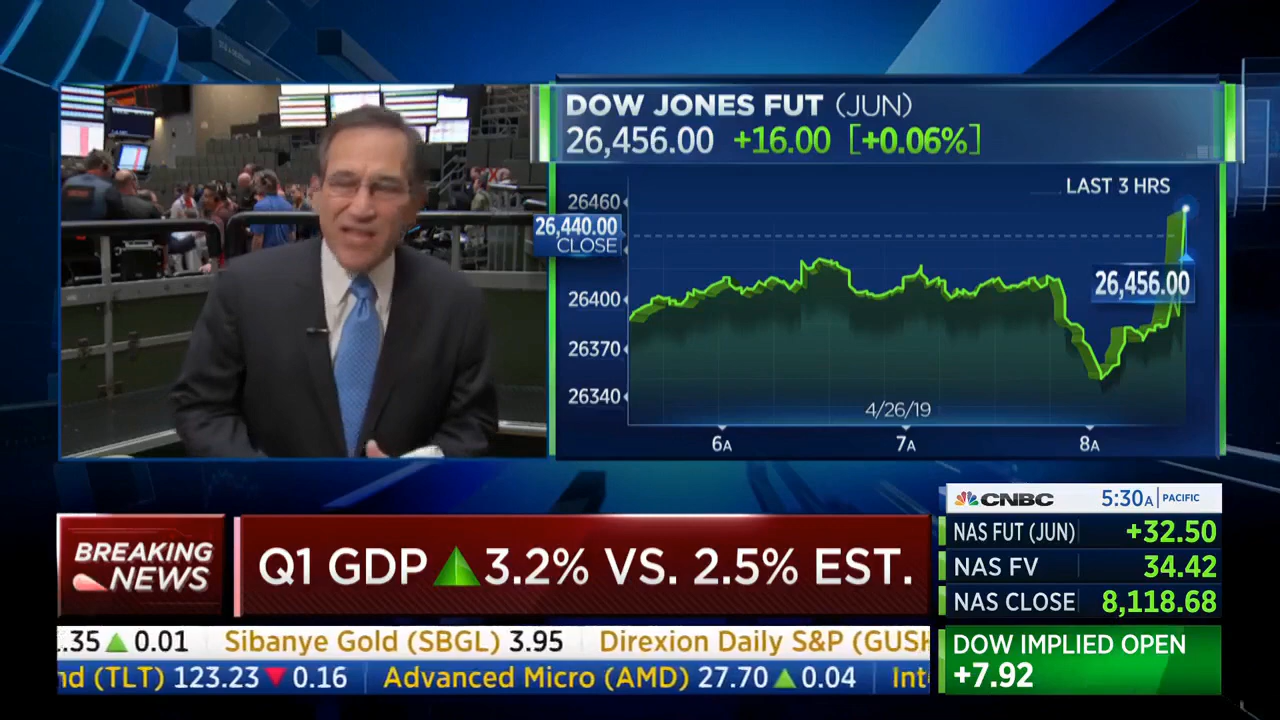 DOW JONES FUT (JUN)
26,456.00 +16.00 [+0.06%]
LAST 3 HRS
26460
26,440.00
CLOSE
26,456.00
26400
26370
26340
4/26/19
6A 7A 8A
CNBC 5:30A PACIFIC
NAS FUT (JUN) +32.50
NAS FV 34.42
NAS CLOSE 8,118.68
DOW IMPLIED OPEN
+7.92
BREAKING
NEWS
Q1 GDP ▲ 3.2% VS. 2.5% EST.
.35 ▲ 0.01 Sibanye Gold (SBGL) 3.95 Direxion Daily S&P (GUSH
nd (TLT) 123.23 ▼ 0.16 Advanced Micro (AMD) 27.70 ▲ 0.04 Int